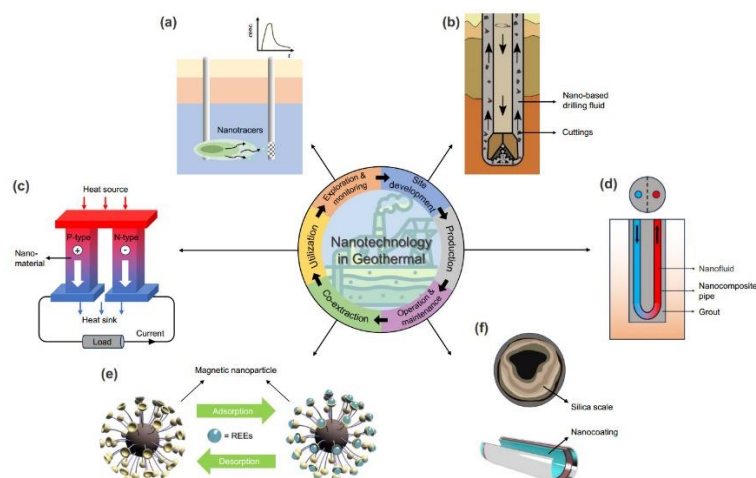 (a)
conc.
t
Nanotracers
(b)
Nano-based
drilling fluid
Cuttings
(c)
Heat source
P-type
N-type
+
-
Nano-
material
Heat sink
Load
Current
Exploration &
monitoring
Site
development
Production
Operation &
maintenance
Co-extraction
Utilization
Nanotechnology
in Geothermal
(d)
Nanofluid
Nanocomposite
pipe
Grout
(e)
Magnetic nanoparticle
Adsorption
= REEs
Desorption
(f)
Silica scale
Nanocoating